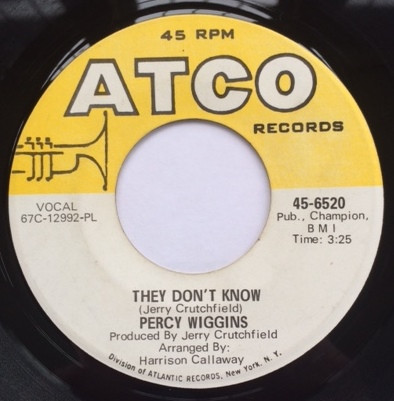 45 RPM
ATCO
RECORDS
VOCAL
67C-12992-PL
45-6520
Pub., Champion,
BMI
Time: 3:25
THEY DON'T KNOW
(Jerry Crutchfield)
PERCY WIGGINS
Produced By Jerry Crutchfield
Arranged By:
Harrison Callaway
Division of ATLANTIC RECORDS, New York, N. Y.